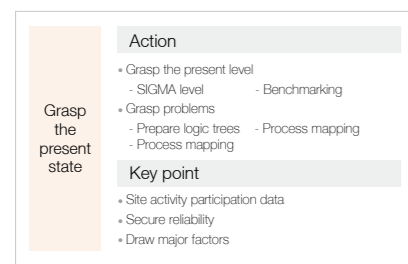 Grasp
the
present
state
Action
• Grasp the present level
- SIGMA level - Benchmarking
• Grasp problems
- Prepare logic trees - Process mapping
- Process mapping
Key point
• Site activity participation data
• Secure reliability
• Draw major factors